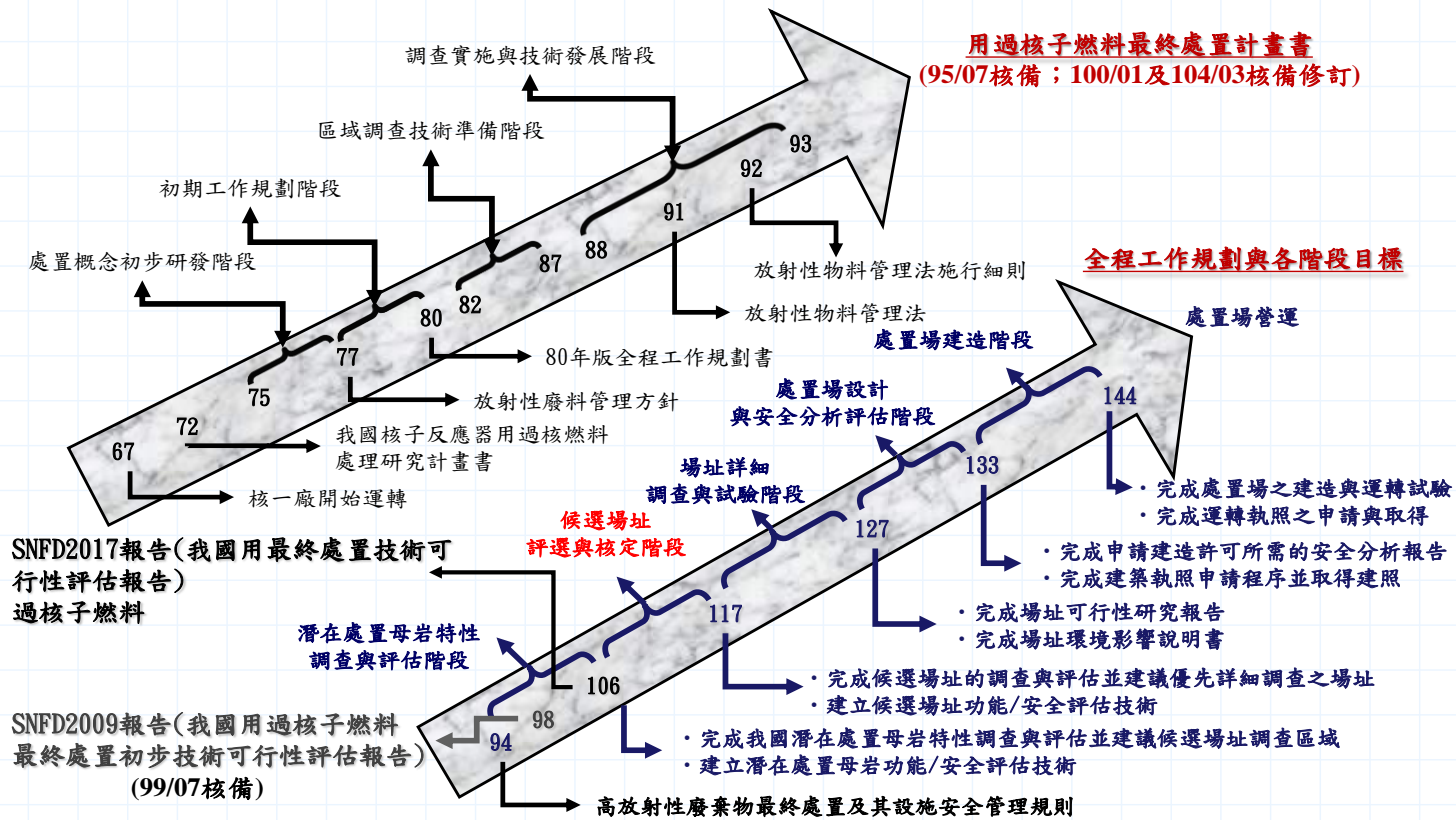 用過核子燃料最終處置計畫書
(95/07核備；100/01及104/03核備修訂)
調查實施與技術發展階段
區域調查技術準備階段
初期工作規劃階段
處置概念初步研發階段
93
92
91
88
87
82
80
77
75
72
67
放射性物料管理法施行細則
放射性物料管理法
80年版全程工作規劃書
放射性廢料管理方針
我國核子反應器用過核燃料
處理研究計畫書
核一廠開始運轉
全程工作規劃與各階段目標
處置場營運
處置場建造階段
處置場設計
與安全分析評估階段
場址詳細
調查與試驗階段
候選場址
評選與核定階段
潛在處置母岩特性
調查與評估階段
144
133
127
117
106
98
94
SNFD2017報告(我國用最終處置技術可
行性評估報告)
過核子燃料
SNFD2009報告(我國用過核子燃料
最終處置初步技術可行性評估報告)
(99/07核備)
·完成處置場之建造與運轉試驗
·完成運轉執照之申請與取得
·完成申請建造許可所需的安全分析報告
·完成建築執照申請程序並取得建照
·完成場址可行性研究報告
·完成場址環境影響說明書
·完成候選場址的調查與評估並建議優先詳細調查之場址
·建立候選場址功能/安全評估技術
·完成我國潛在處置母岩特性調查與評估並建議候選場址調查區域
·建立潛在處置母岩功能/安全評估技術
高放射性廢棄物最終處置及其設施安全管理規則